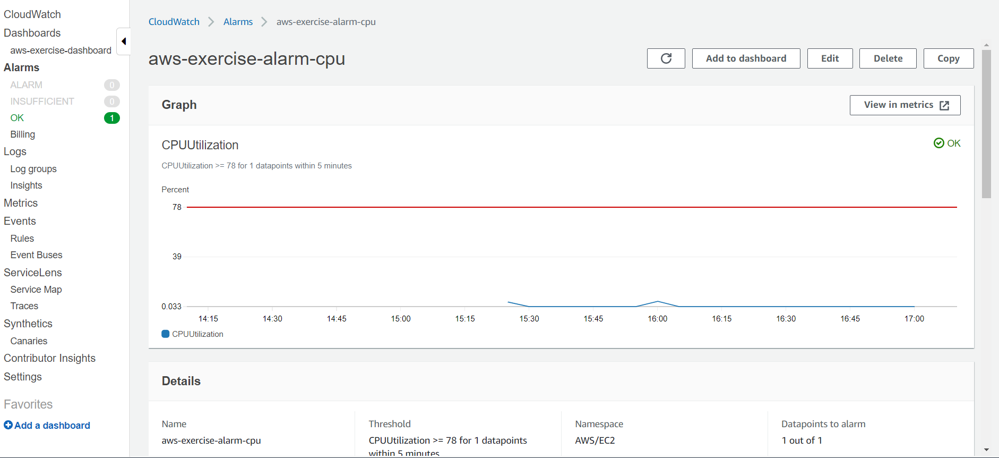 CloudWatch
Dashboards
aws-exercise-dashboard
Alarms
ALARM 0
INSUFFICIENT 0
OK 1
Billing
Logs
Log groups
Insights
Metrics
Events
Rules
Event Buses
ServiceLens
Service Map
Traces
Synthetics
Canaries
Contributor Insights
Settings
Favorites
Add a dashboard
CloudWatch Alarms aws-exercise-alarm-cpu
aws-exercise-alarm-cpu
Add to dashboard Edit Delete Copy
Graph
View in metrics
CPUUtilization
OK
CPUUtilization >= 78 for 1 datapoints within 5 minutes
Percent
78
39
0.033
14:15 14:30 14:45 15:00 15:15 15:30 15:45 16:00 16:15 16:30 16:45 17:00
CPUUtilization
Details
Name
aws-exercise-alarm-cpu
Threshold
CPUUtilization >= 78 for 1 datapoints
within 5 minutes
Namespace
AWS/EC2
Datapoints to alarm
1 out of 1